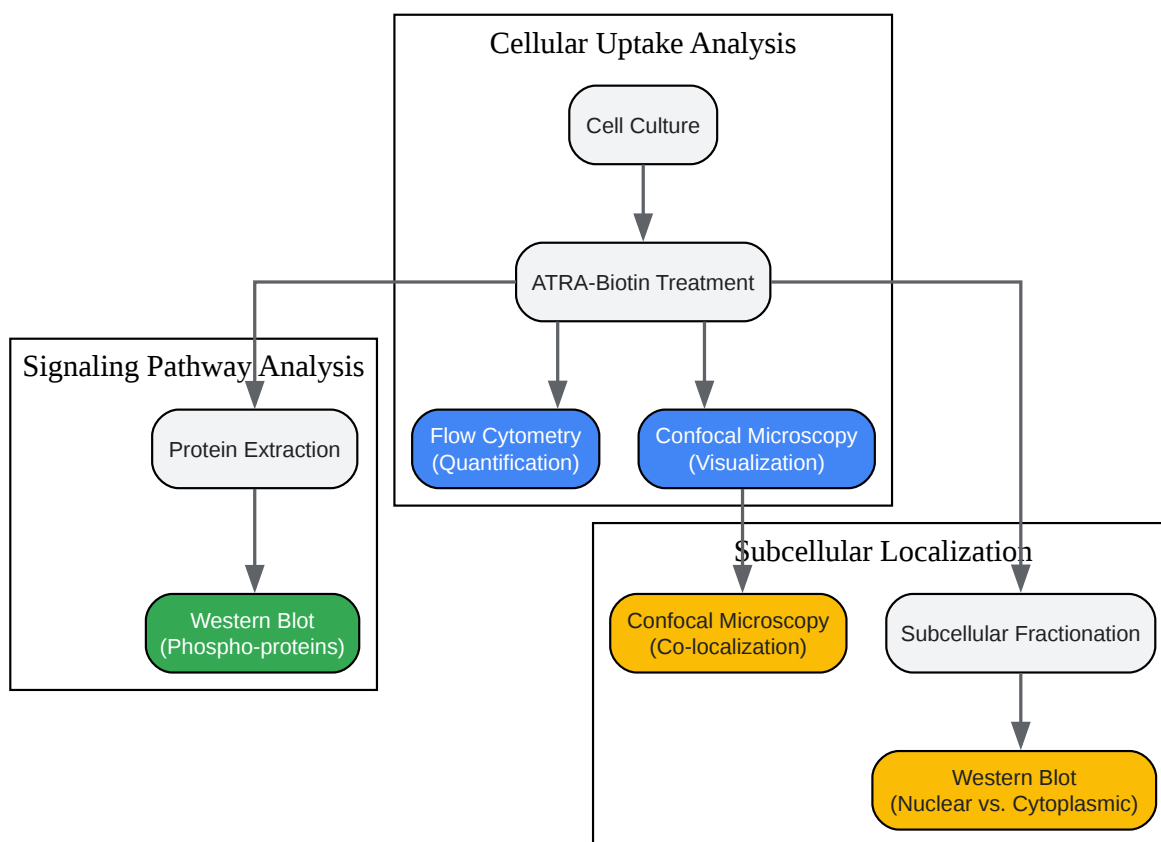 Cellular Uptake Analysis
Cell Culture
ATRA-Biotin Treatment
Signaling Pathway Analysis
Protein Extraction
Flow Cytometry
(Quantification)
Confocal Microscopy
(Visualization)
Subcellular Localization
Western Blot
(Phospho-proteins)
Confocal Microscopy
(Co-localization)
Subcellular Fractionation
Western Blot
(Nuclear vs. Cytoplasmic)